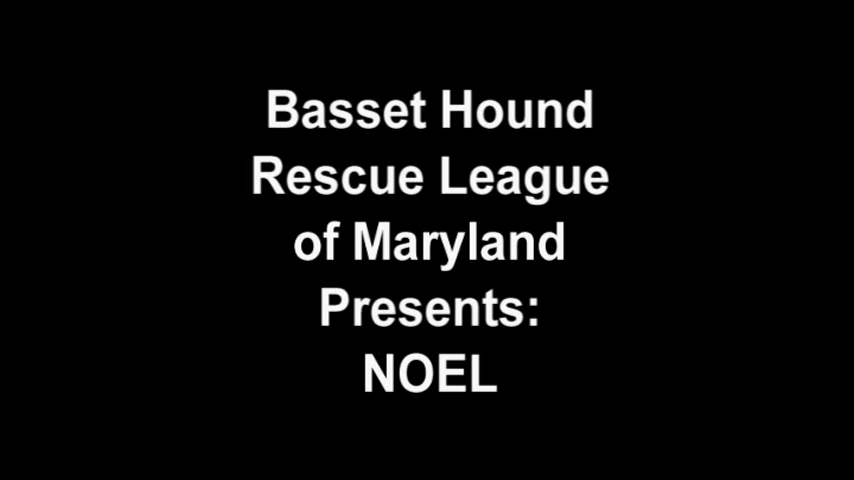 Basset Hound
Rescue League
of Maryland
Presents:
NOEL